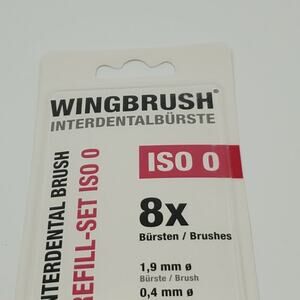 WINGBRUSH®
INTERDENTALBÜRSTE
ISO 0
8x
Bürsten / Brushes
1,9 mm ø
Bürste / Brush
0,4 mm ø
INTERDENTAL BRUSH
REFILL-SET ISO 0